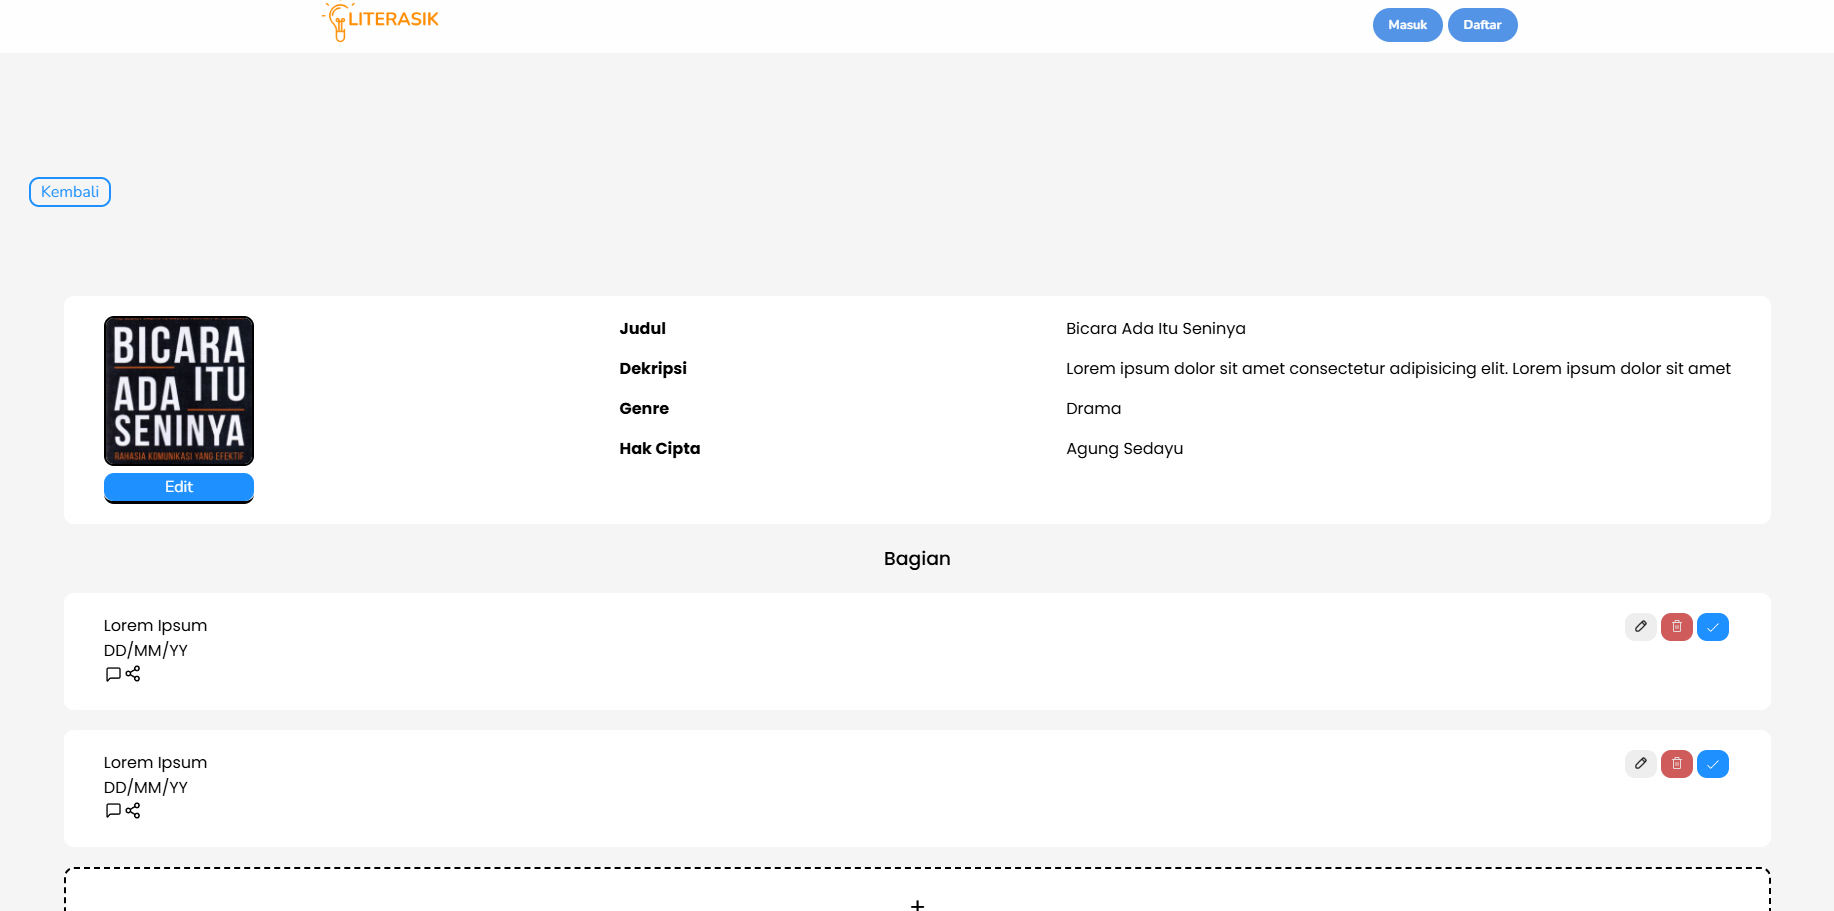 LITERASIK
Masuk
Daftar
Kembali
BICARA
ADA ITU
SENINYA
RAHASIA KOMUNIKASI YANG EFEKTIF
Edit
Judul Bicara Ada Itu Seninya
Dekripsi Lorem ipsum dolor sit amet consectetur adipisicing elit. Lorem ipsum dolor sit amet
Genre Drama
Hak Cipta Agung Sedayu
Bagian
Lorem Ipsum
DD/MM/YY
Lorem Ipsum
DD/MM/YY
+